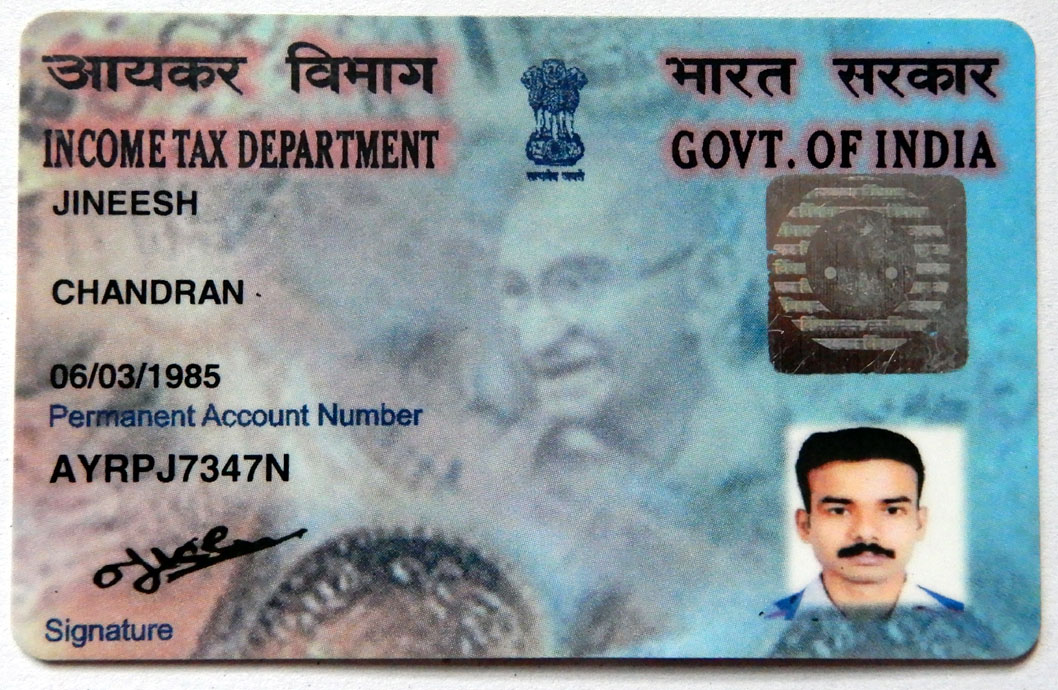 आयकर विभाग
भारत सरकार
INCOME TAX DEPARTMENT
GOVT. OF INDIA
सत्यमेव जयते
JINEESH
CHANDRAN
06/03/1985
Permanent Account Number
AYRPJ7347N
Signature